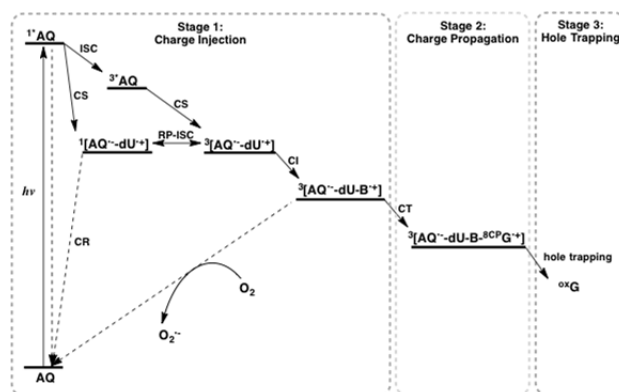 Stage 1:
Charge Injection
Stage 2:
Charge Propagation
Stage 3:
Hole Trapping
¹*AQ
ISC
³*AQ
CS
CS
¹[AQ·⁻-dU·⁺]
RP-ISC
³[AQ·⁻-dU·⁺]
CI
³[AQ·⁻-dU-B·⁺]
CT
hν
CR
³[AQ·⁻-dU-B-⁸ᶜᴾG·⁺]
hole trapping
ᵒˣG
O₂
O₂·⁻
AQ